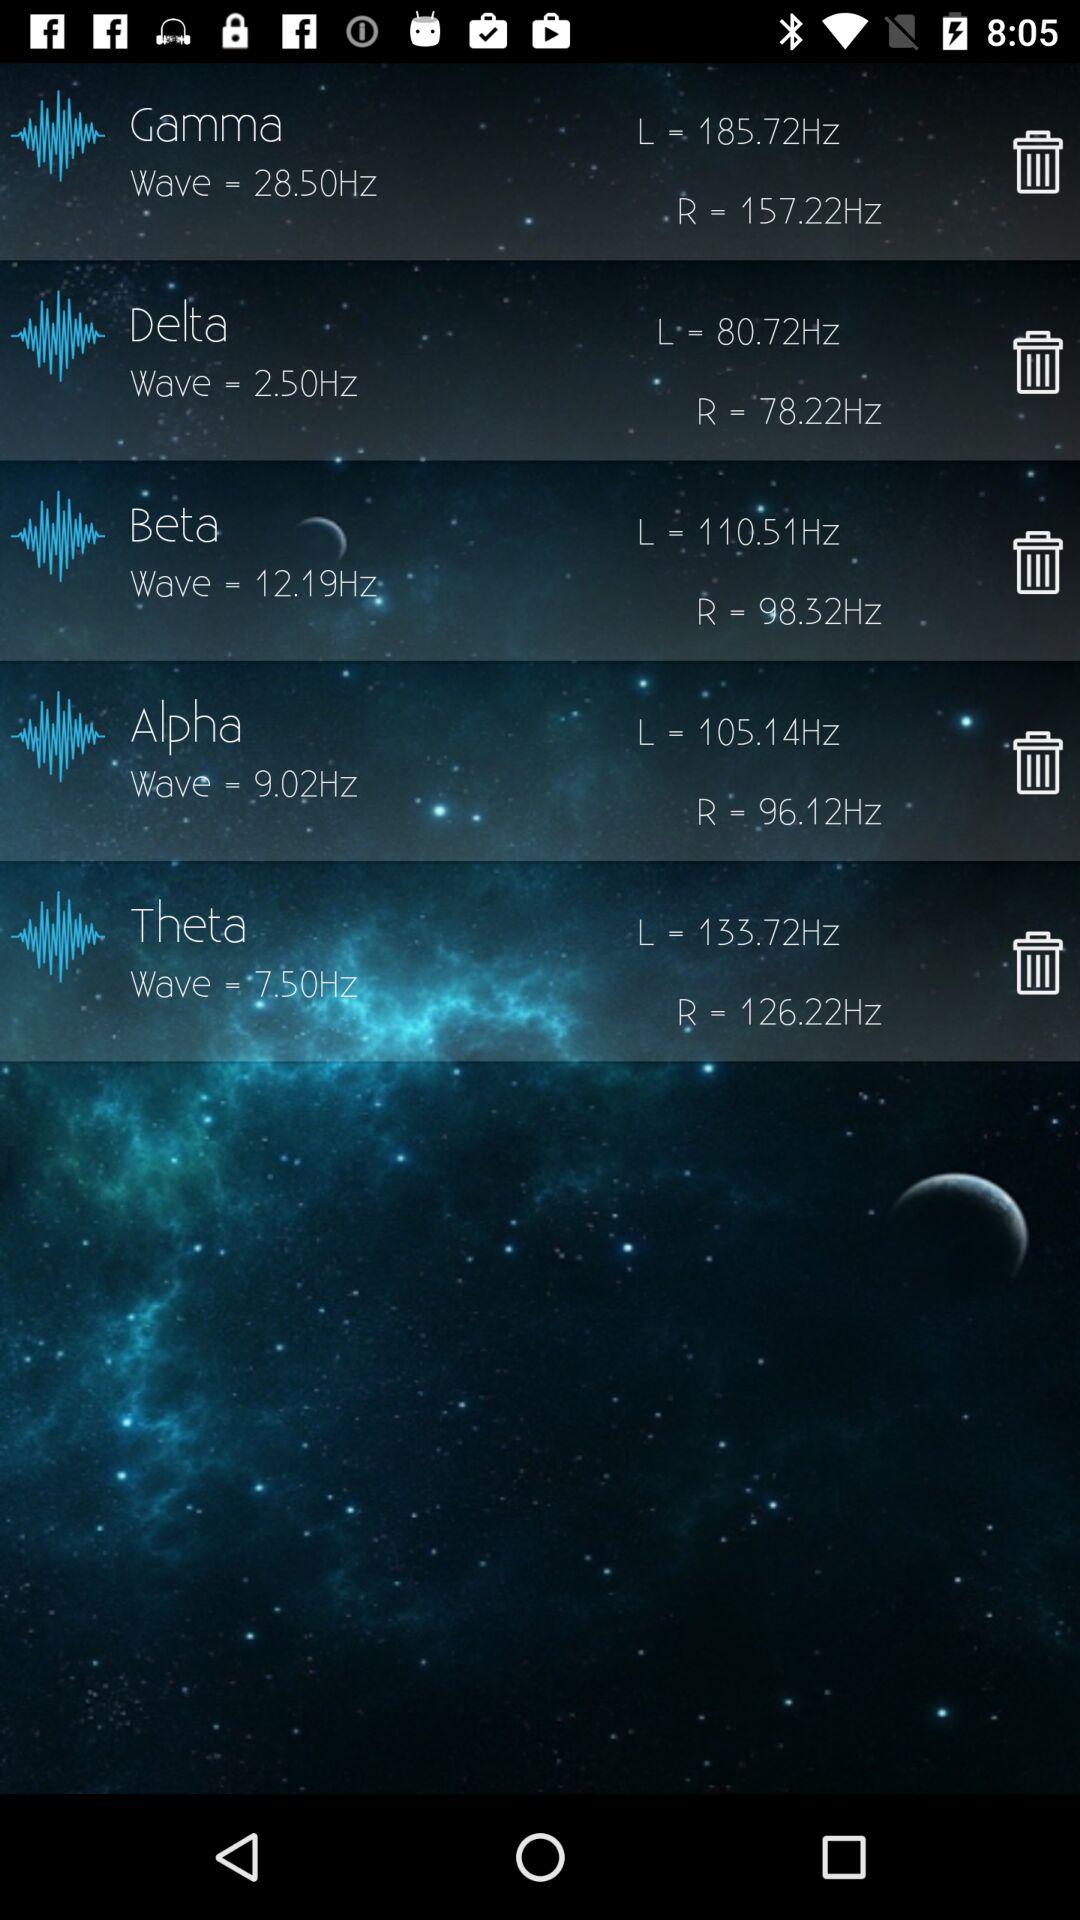 8:05
Gamma
L = 185.72Hz
Wave = 28.50Hz
R = 157.22Hz
Delta
L = 80.72Hz
Wave = 2.50Hz
R = 78.22Hz
Beta
L = 110.51Hz
Wave = 12.19Hz
R = 98.32Hz
Alpha
L = 105.14Hz
Wave = 9.02Hz
R = 96.12Hz
Theta
L = 133.72Hz
Wave = 7.50Hz
R = 126.22Hz